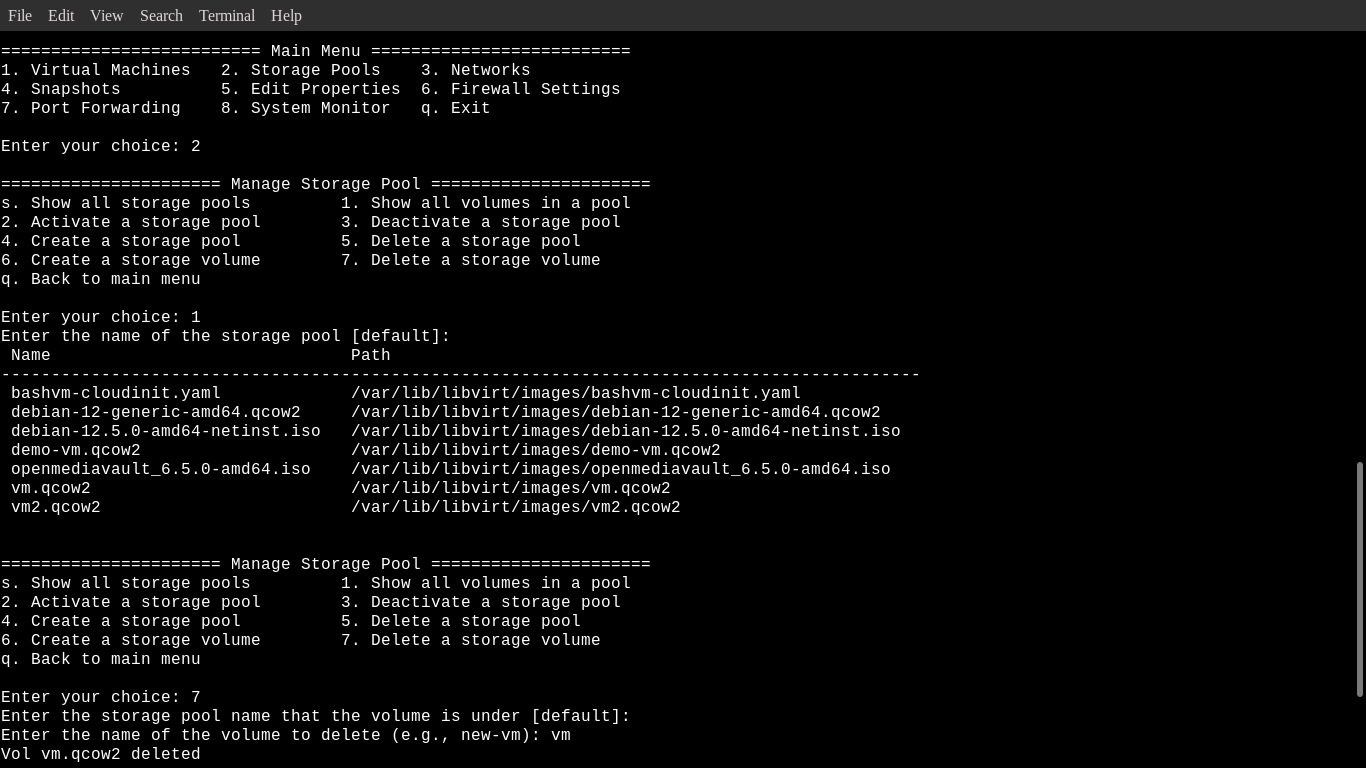 File Edit View Search Terminal Help
========================== Main Menu ==========================
1. Virtual Machines   2. Storage Pools    3. Networks
4. Snapshots          5. Edit Properties  6. Firewall Settings
7. Port Forwarding    8. System Monitor   q. Exit
Enter your choice: 2
====================== Manage Storage Pool ======================
s. Show all storage pools         1. Show all volumes in a pool
2. Activate a storage pool        3. Deactivate a storage pool
4. Create a storage pool          5. Delete a storage pool
6. Create a storage volume        7. Delete a storage volume
q. Back to main menu
Enter your choice: 1
Enter the name of the storage pool [default]:
 Name                              Path
--------------------------------------------------------------------------------------------
 bashvm-cloudinit.yaml             /var/lib/libvirt/images/bashvm-cloudinit.yaml
 debian-12-generic-amd64.qcow2     /var/lib/libvirt/images/debian-12-generic-amd64.qcow2
 debian-12.5.0-amd64-netinst.iso   /var/lib/libvirt/images/debian-12.5.0-amd64-netinst.iso
 demo-vm.qcow2                     /var/lib/libvirt/images/demo-vm.qcow2
 openmediavault_6.5.0-amd64.iso    /var/lib/libvirt/images/openmediavault_6.5.0-amd64.iso
 vm.qcow2                          /var/lib/libvirt/images/vm.qcow2
 vm2.qcow2                         /var/lib/libvirt/images/vm2.qcow2
====================== Manage Storage Pool ======================
s. Show all storage pools         1. Show all volumes in a pool
2. Activate a storage pool        3. Deactivate a storage pool
4. Create a storage pool          5. Delete a storage pool
6. Create a storage volume        7. Delete a storage volume
q. Back to main menu
Enter your choice: 7
Enter the storage pool name that the volume is under [default]:
Enter the name of the volume to delete (e.g., new-vm): vm
Vol vm.qcow2 deleted